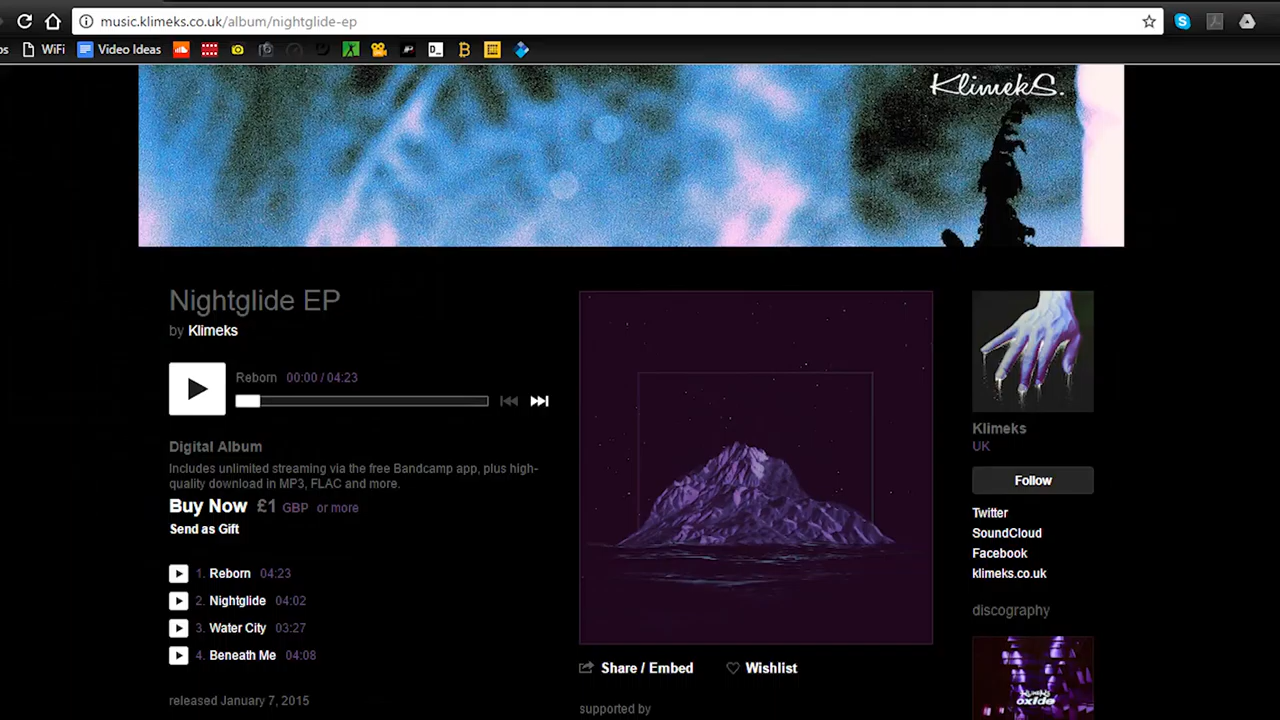 music.klimeks.co.uk/album/nightglide-ep
WiFi
Video Ideas
KlimekS.
Nightglide EP
by Klimeks
Reborn 00:00 / 04:23
Digital Album
Includes unlimited streaming via the free Bandcamp app, plus high-
quality download in MP3, FLAC and more.
Buy Now £1 GBP or more
Send as Gift
1. Reborn 04:23
2. Nightglide 04:02
3. Water City 03:27
4. Beneath Me 04:08
released January 7, 2015
Share / Embed
Wishlist
supported by
Klimeks
UK
Follow
Twitter
SoundCloud
Facebook
klimeks.co.uk
discography
oxide